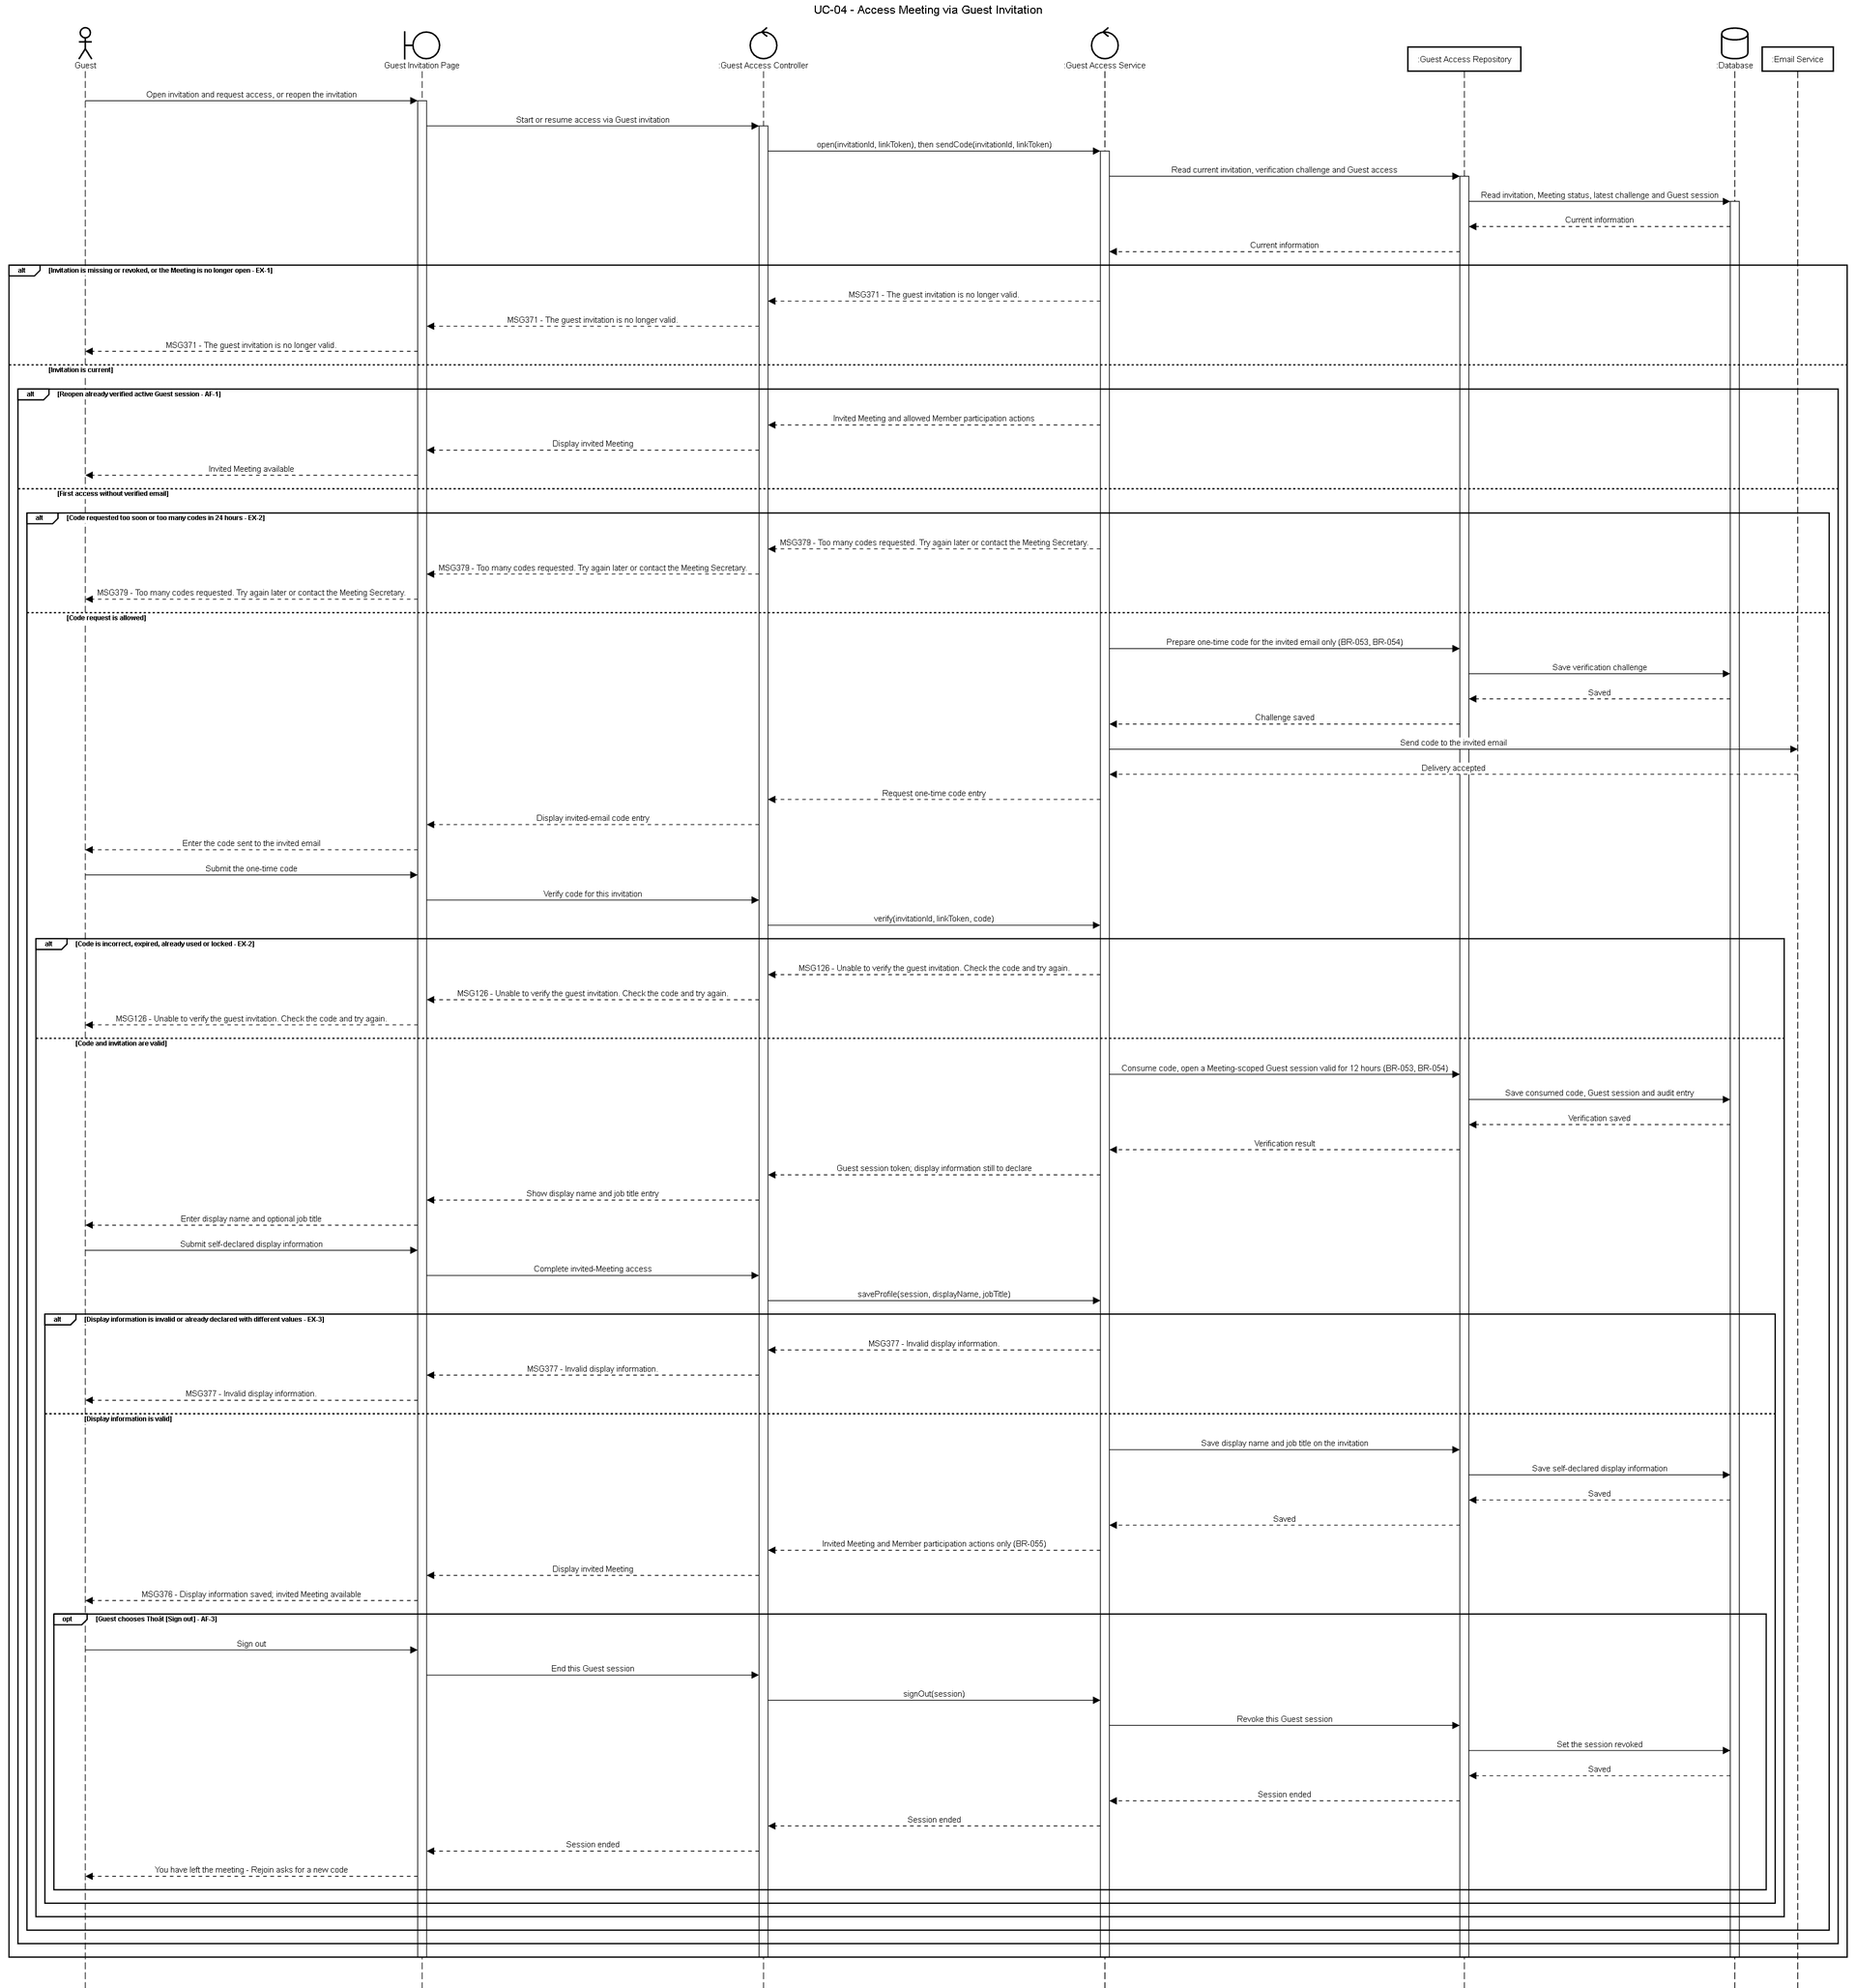 UC-04 - Access Meeting via Guest Invitation
Guest
Guest Invitation Page
:Guest Access Controller
:Guest Access Service
:Guest Access Repository
:Database
:Email Service
Open invitation and request access, or reopen the invitation
Start or resume access via Guest invitation
open(invitationId, linkToken), then sendCode(invitationId, linkToken)
Read current invitation, verification challenge and Guest access
Read invitation, Meeting status, latest challenge and Guest session
Current information
Current information
alt [Invitation is missing or revoked, or the Meeting is no longer open - EX-1]
MSG371 - The guest invitation is no longer valid.
MSG371 - The guest invitation is no longer valid.
MSG371 - The guest invitation is no longer valid.
[Invitation is current]
alt [Reopen already verified active Guest session - AF-1]
Invited Meeting and allowed Member participation actions
Display invited Meeting
Invited Meeting available
[First access without verified email]
alt [Code requested too soon or too many codes in 24 hours - EX-2]
MSG379 - Too many codes requested. Try again later or contact the Meeting Secretary.
MSG379 - Too many codes requested. Try again later or contact the Meeting Secretary.
MSG379 - Too many codes requested. Try again later or contact the Meeting Secretary.
[Code request is allowed]
Prepare one-time code for the invited email only (BR-053, BR-054)
Save verification challenge
Saved
Challenge saved
Send code to the invited email
Delivery accepted
Request one-time code entry
Display invited-email code entry
Enter the code sent to the invited email
Submit the one-time code
Verify code for this invitation
verify(invitationId, linkToken, code)
alt [Code is incorrect, expired, already used or locked - EX-2]
MSG126 - Unable to verify the guest invitation. Check the code and try again.
MSG126 - Unable to verify the guest invitation. Check the code and try again.
MSG126 - Unable to verify the guest invitation. Check the code and try again.
[Code and invitation are valid]
Consume code, open a Meeting-scoped Guest session valid for 12 hours (BR-053, BR-054)
Save consumed code, Guest session and audit entry
Verification saved
Verification result
Guest session token; display information still to declare
Show display name and job title entry
Enter display name and optional job title
Submit self-declared display information
Complete invited-Meeting access
saveProfile(session, displayName, jobTitle)
alt [Display information is invalid or already declared with different values - EX-3]
MSG377 - Invalid display information.
MSG377 - Invalid display information.
MSG377 - Invalid display information.
[Display information is valid]
Save display name and job title on the invitation
Save self-declared display information
Saved
Saved
Invited Meeting and Member participation actions only (BR-055)
Display invited Meeting
MSG376 - Display information saved; invited Meeting available
opt [Guest chooses Thoát [Sign out] - AF-3]
Sign out
End this Guest session
signOut(session)
Revoke this Guest session
Set the session revoked
Saved
Session ended
Session ended
Session ended
You have left the meeting - Rejoin asks for a new code